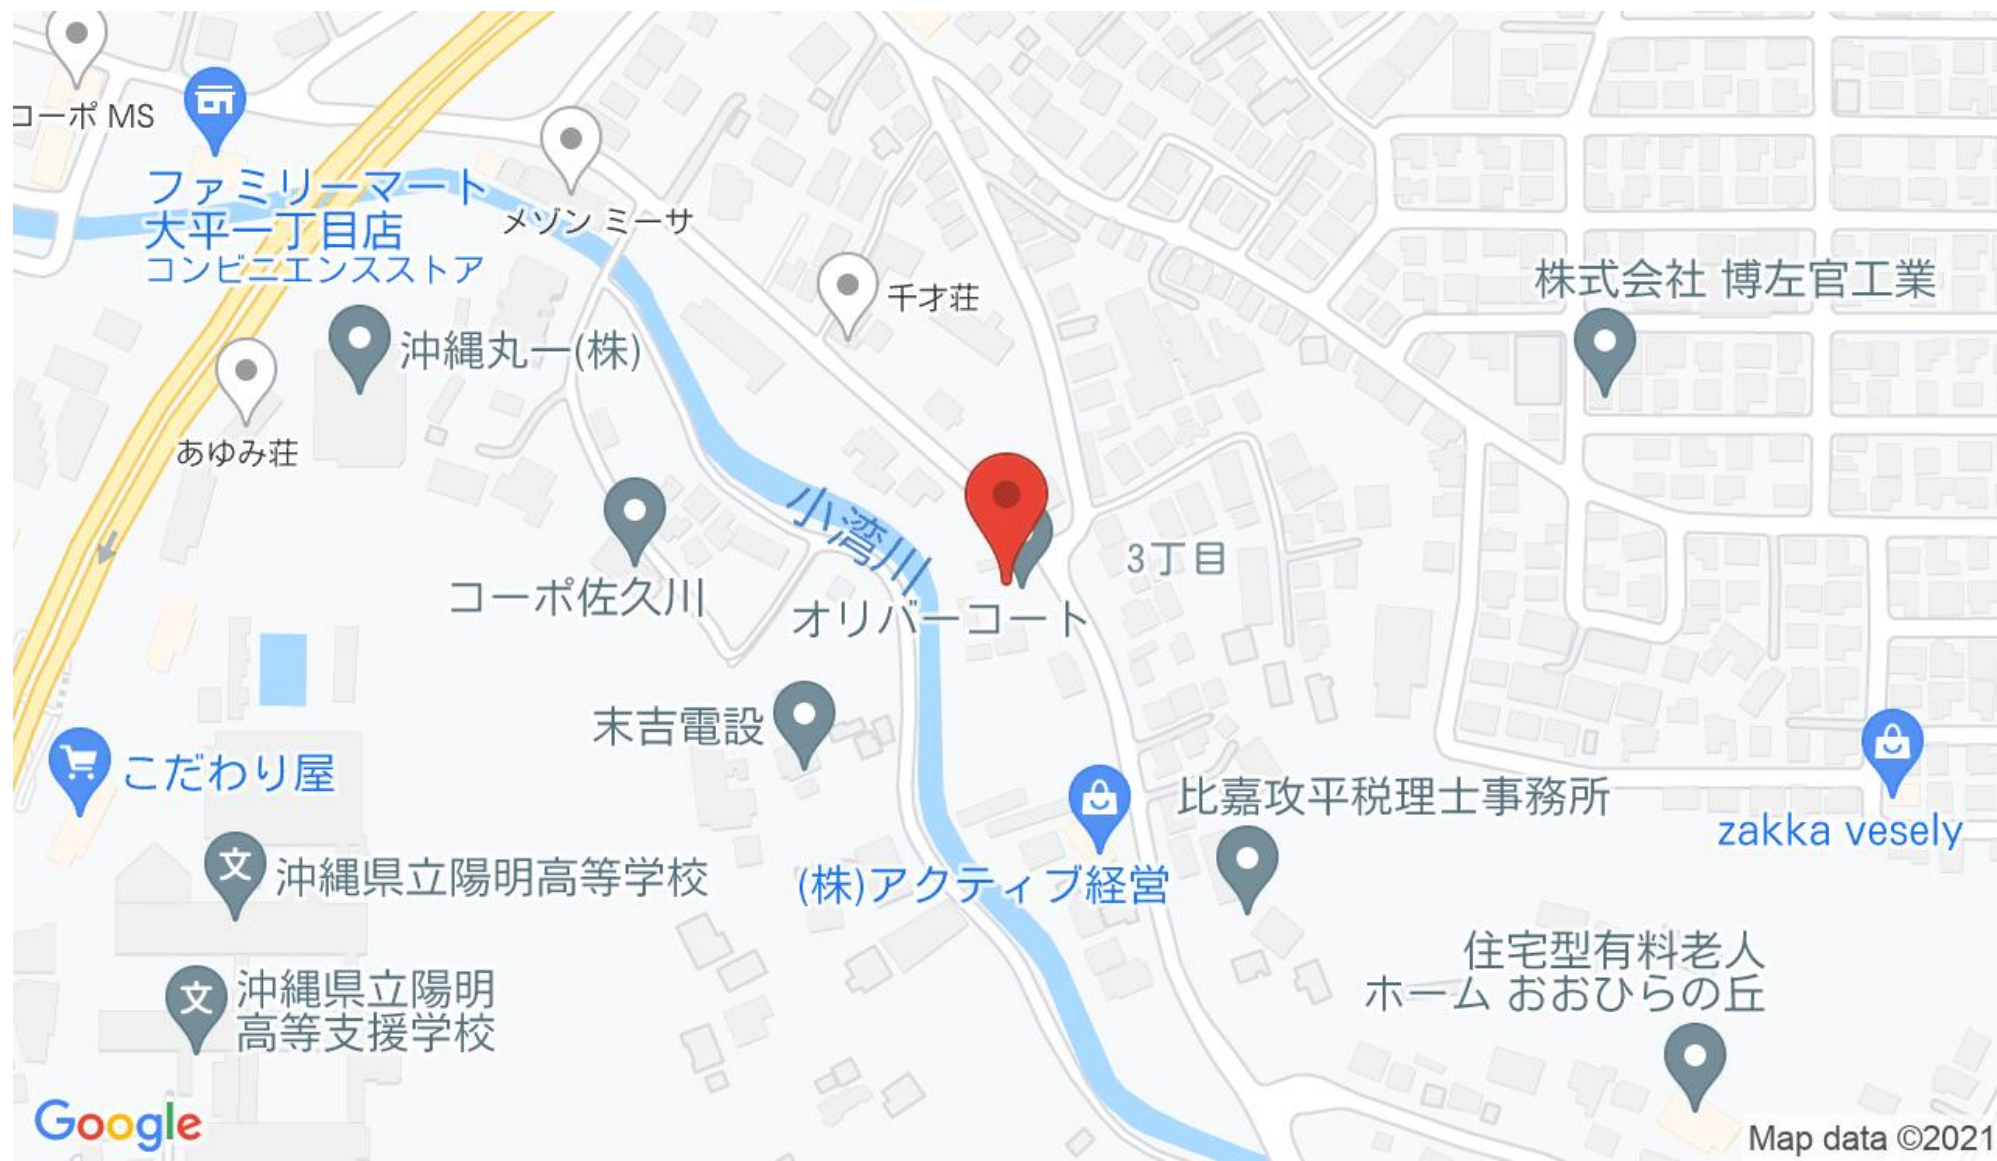 コーポ MS
ファミリーマート
大平一丁目店
コンビニエンスストア
メゾン ミーサ
千才荘
株式会社 博左官工業
沖縄丸一(株)
あゆみ荘
小湾川
3丁目
コーポ佐久川
オリバーコート
末吉電設
こだわり屋
比嘉攻平税理士事務所
zakka vesely
沖縄県立陽明高等学校
(株)アクティブ経営
住宅型有料老人
ホーム おおひらの丘
沖縄県立陽明
高等支援学校
Google
Map data ©2021